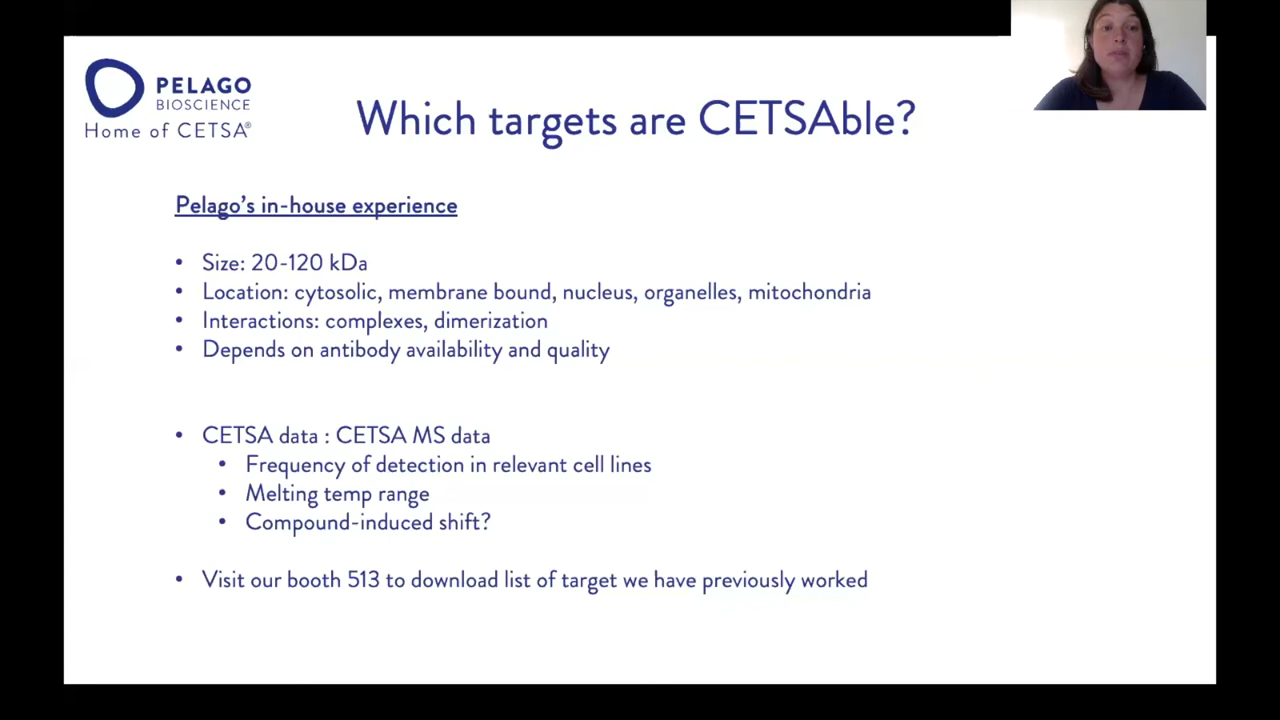 PELAGO
BIOSCIENCE
Home of CETSA®
Which targets are CETSAble?
Pelago's in-house experience
• Size: 20-120 kDa
• Location: cytosolic, membrane bound, nucleus, organelles, mitochondria
• Interactions: complexes, dimerization
• Depends on antibody availability and quality
• CETSA data : CETSA MS data
• Frequency of detection in relevant cell lines
• Melting temp range
• Compound-induced shift?
• Visit our booth 513 to download list of target we have previously worked